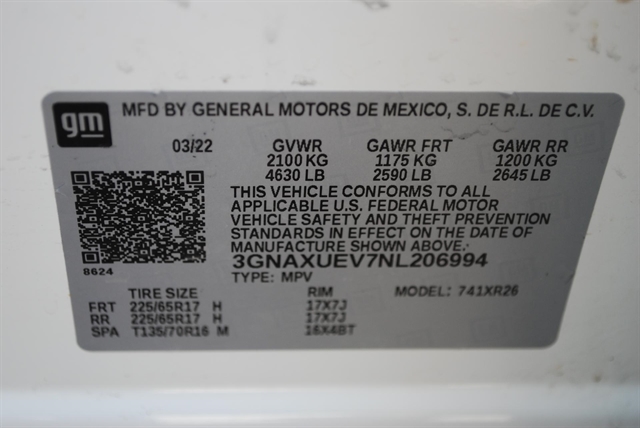 gm MFD BY GENERAL MOTORS DE MEXICO, S. DE R.L. DE C.V.
03/22 GVWR GAWR FRT GAWR RR
2100 KG 1175 KG 1200 KG
4630 LB 2590 LB 2645 LB
THIS VEHICLE CONFORMS TO ALL
APPLICABLE U.S. FEDERAL MOTOR
VEHICLE SAFETY AND THEFT PREVENTION
STANDARDS IN EFFECT ON THE DATE OF
MANUFACTURE SHOWN ABOVE.
8624 3GNAXUEV7NL206994
TYPE: MPV MODEL: 741XR26
TIRE SIZE RIM
FRT 225/65R17 H 17X7J
RR 225/65R17 H 17X7J
SPA T135/70R16 M 16X4BT